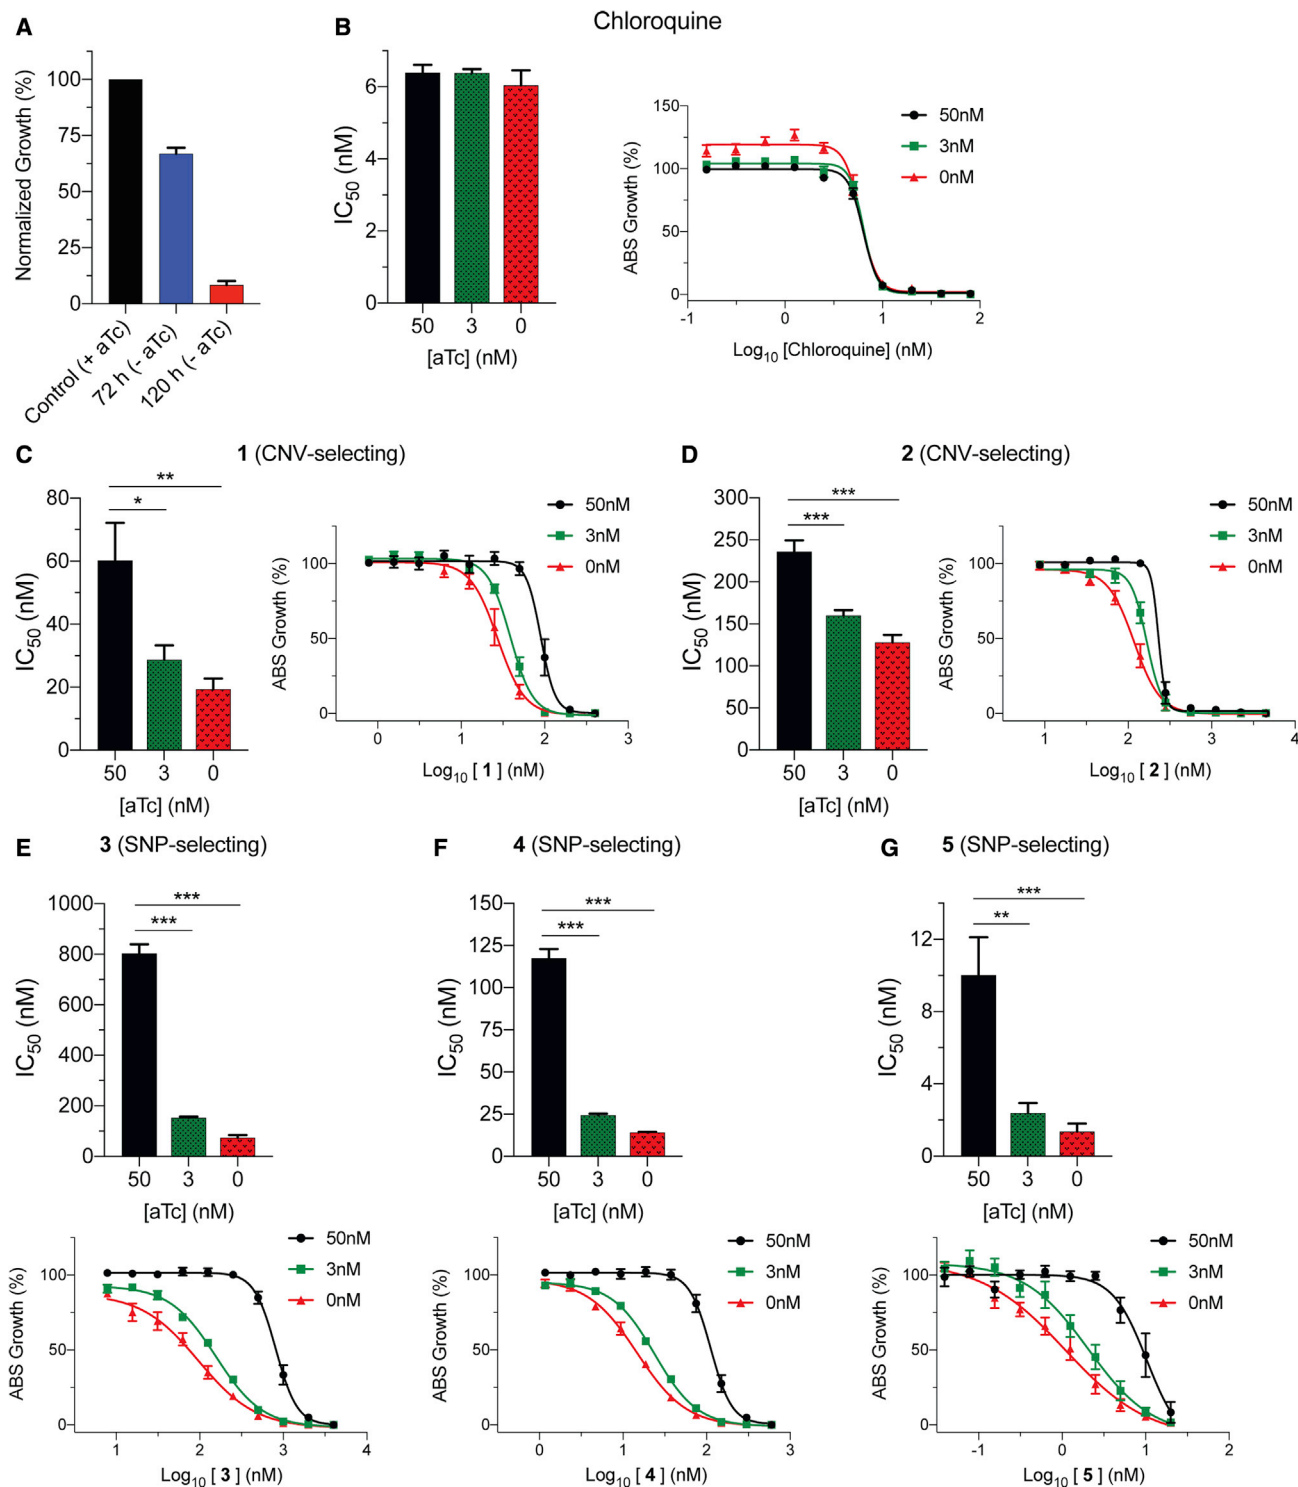 Chloroquine
A
Normalized Growth (%)
100
75
50
25
0
Control (+ aTc)
72 h (- aTc)
120 h (- aTc)
B
IC50 (nM)
6
4
2
0
50 3 0
[aTc] (nM)
ABS Growth (%)
150
100
50
0
-1 0 1 2
Log10 [Chloroquine] (nM)
50nM
3nM
0nM
C
1 (CNV-selecting)
**
*
IC50 (nM)
80
60
40
20
0
50 3 0
[aTc] (nM)
ABS Growth (%)
100
50
0
0 1 2 3
Log10 [ 1 ] (nM)
50nM
3nM
0nM
D
2 (CNV-selecting)
***
***
IC50 (nM)
300
250
200
150
100
50
0
50 3 0
[aTc] (nM)
ABS Growth (%)
100
50
0
1 2 3 4
Log10 [ 2 ] (nM)
50nM
3nM
0nM
E
3 (SNP-selecting)
***
***
IC50 (nM)
1000
800
600
400
200
0
50 3 0
[aTc] (nM)
ABS Growth (%)
100
50
0
1 2 3 4
Log10 [ 3 ] (nM)
50nM
3nM
0nM
F
4 (SNP-selecting)
***
***
IC50 (nM)
150
125
100
75
50
25
0
50 3 0
[aTc] (nM)
ABS Growth (%)
100
50
0
0 1 2 3
Log10 [ 4 ] (nM)
50nM
3nM
0nM
G
5 (SNP-selecting)
***
**
IC50 (nM)
12
8
4
0
50 3 0
[aTc] (nM)
ABS Growth (%)
100
50
0
-1 0 1 2
Log10 [ 5 ] (nM)
50nM
3nM
0nM